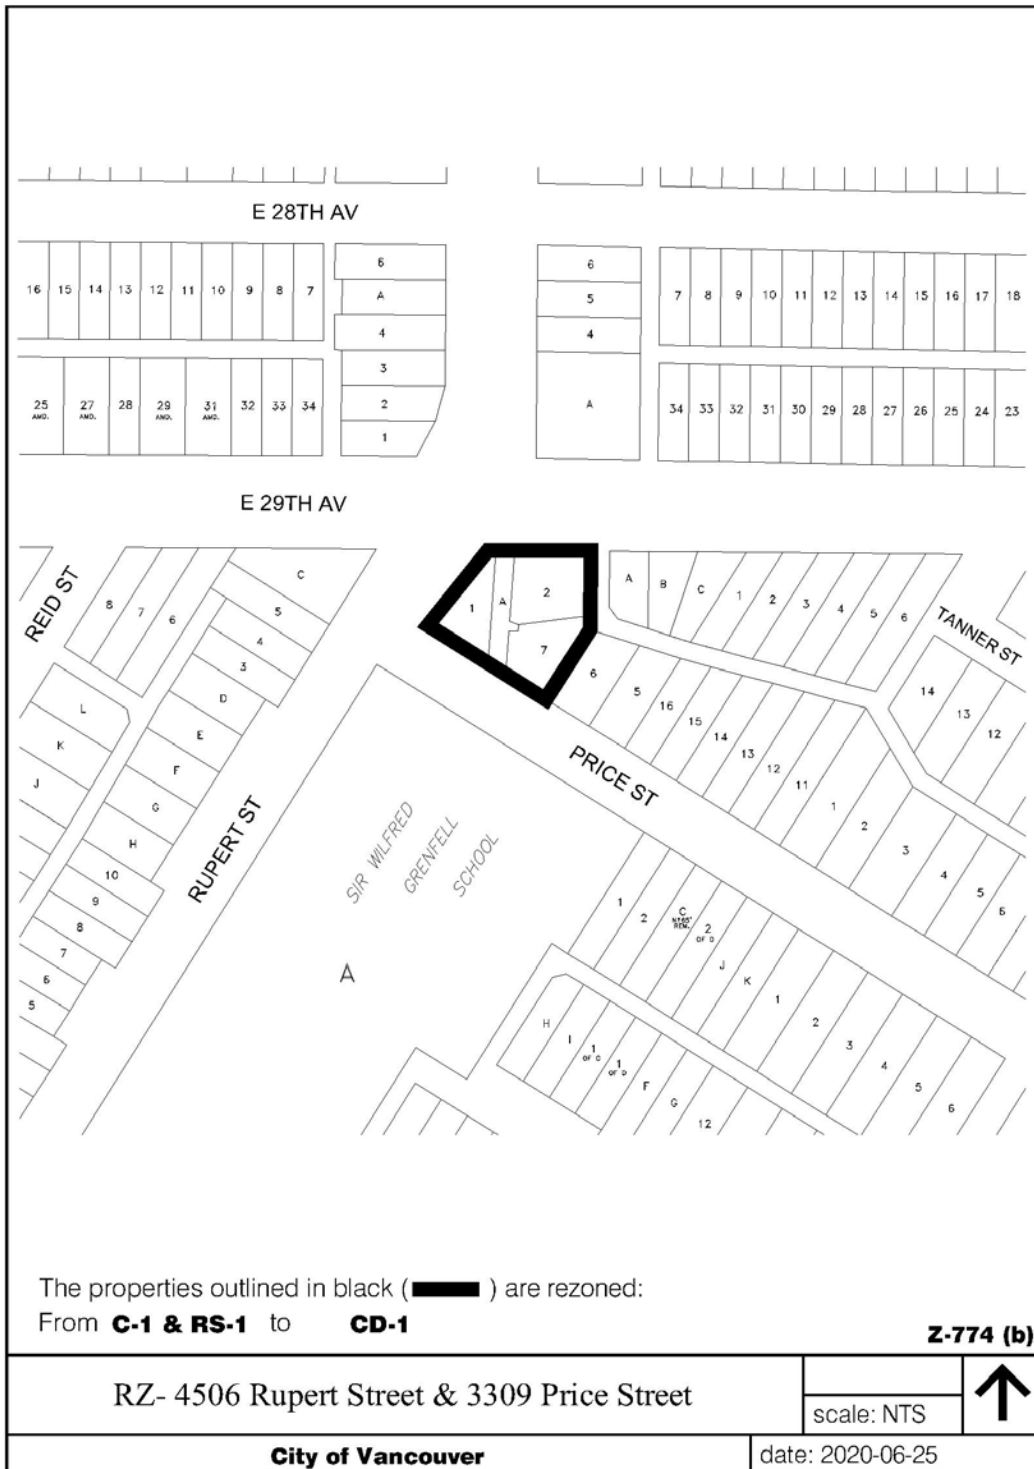 E 28TH AV
16 15 14 13 12 11 10 9 8 7
6
A
4
3
2
1
6
5
4
A
7 8 9 10 11 12 13 14 15 16 17 18
25 AMD. 27 AMD. 28 29 AMD. 31 AMD. 32 33 34
34 33 32 31 30 29 28 27 26 25 24 23
E 29TH AV
REID ST
8 7 6
C
5
4
3
D
E
F
G
H
10
9
8
7
6
5
L
K
J
RUPERT ST
1 A 2
7
A B C 1 2 3 4 5 6
TANNER ST
14 13 12
6 5 16 15 14 13 12 11 1 2 3 4 5 6
PRICE ST
SIR WILFRED
GRENFELL
SCHOOL
A
1 2 C 2 OF D J K 1 2 3 4 5 6
H I 1 OF C 1 OF D F G 12
The properties outlined in black ( ) are rezoned:
From C-1 & RS-1 to CD-1
Z-774 (b)
RZ- 4506 Rupert Street & 3309 Price Street
scale: NTS
City of Vancouver
date: 2020-06-25